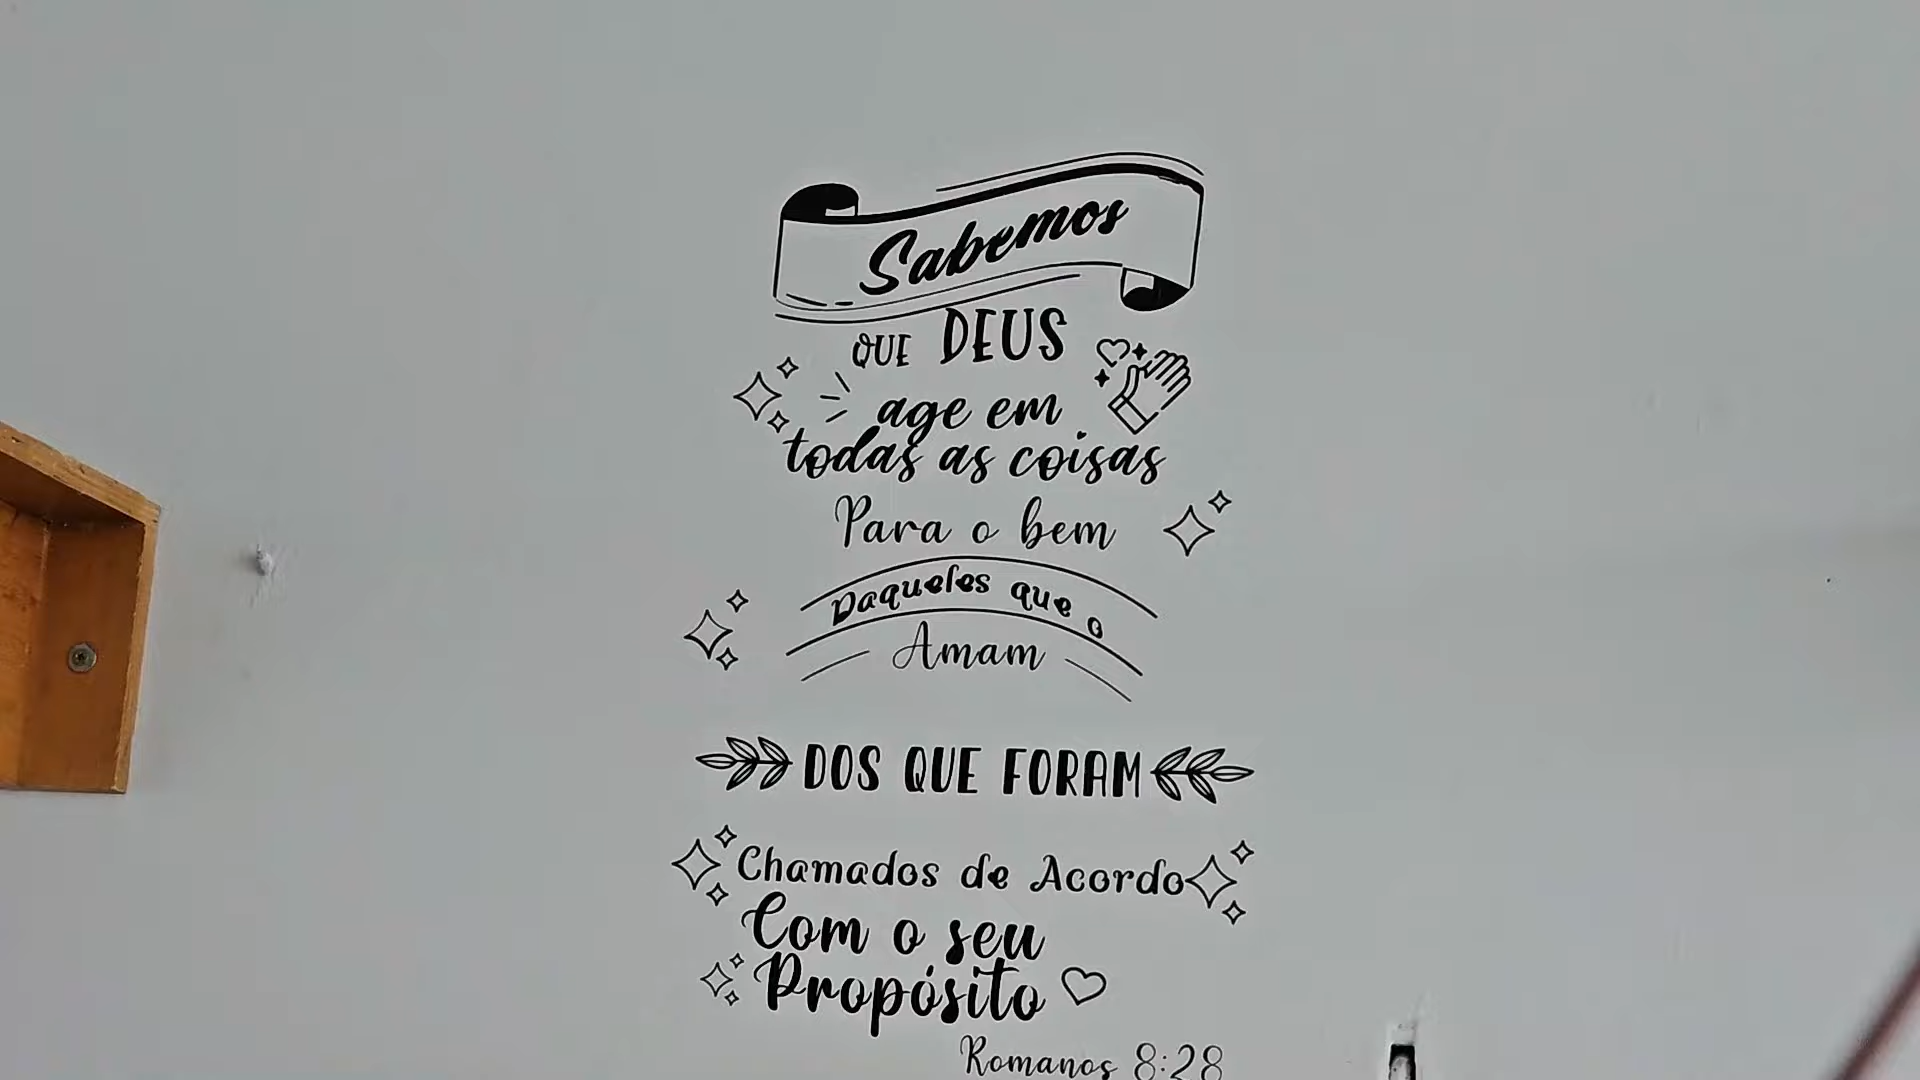 Sabemos
QUE DEUS
age em
todas as coisas
Para o bem
Daqueles que o
Amam
DOS QUE FORAM
Chamados de Acordo
Com o seu
Propósito
Romanos 8:28